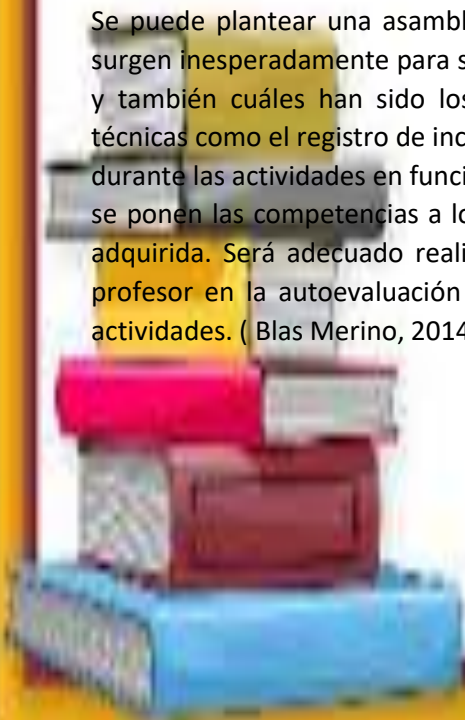 Se puede plantear una asambl
surgen inesperadamente para s
y también cuáles han sido los
técnicas como el registro de inc
durante las actividades en funci
se ponen las competencias a lo
adquirida. Será adecuado reali
profesor en la autoevaluación
actividades. ( Blas Merino, 2014